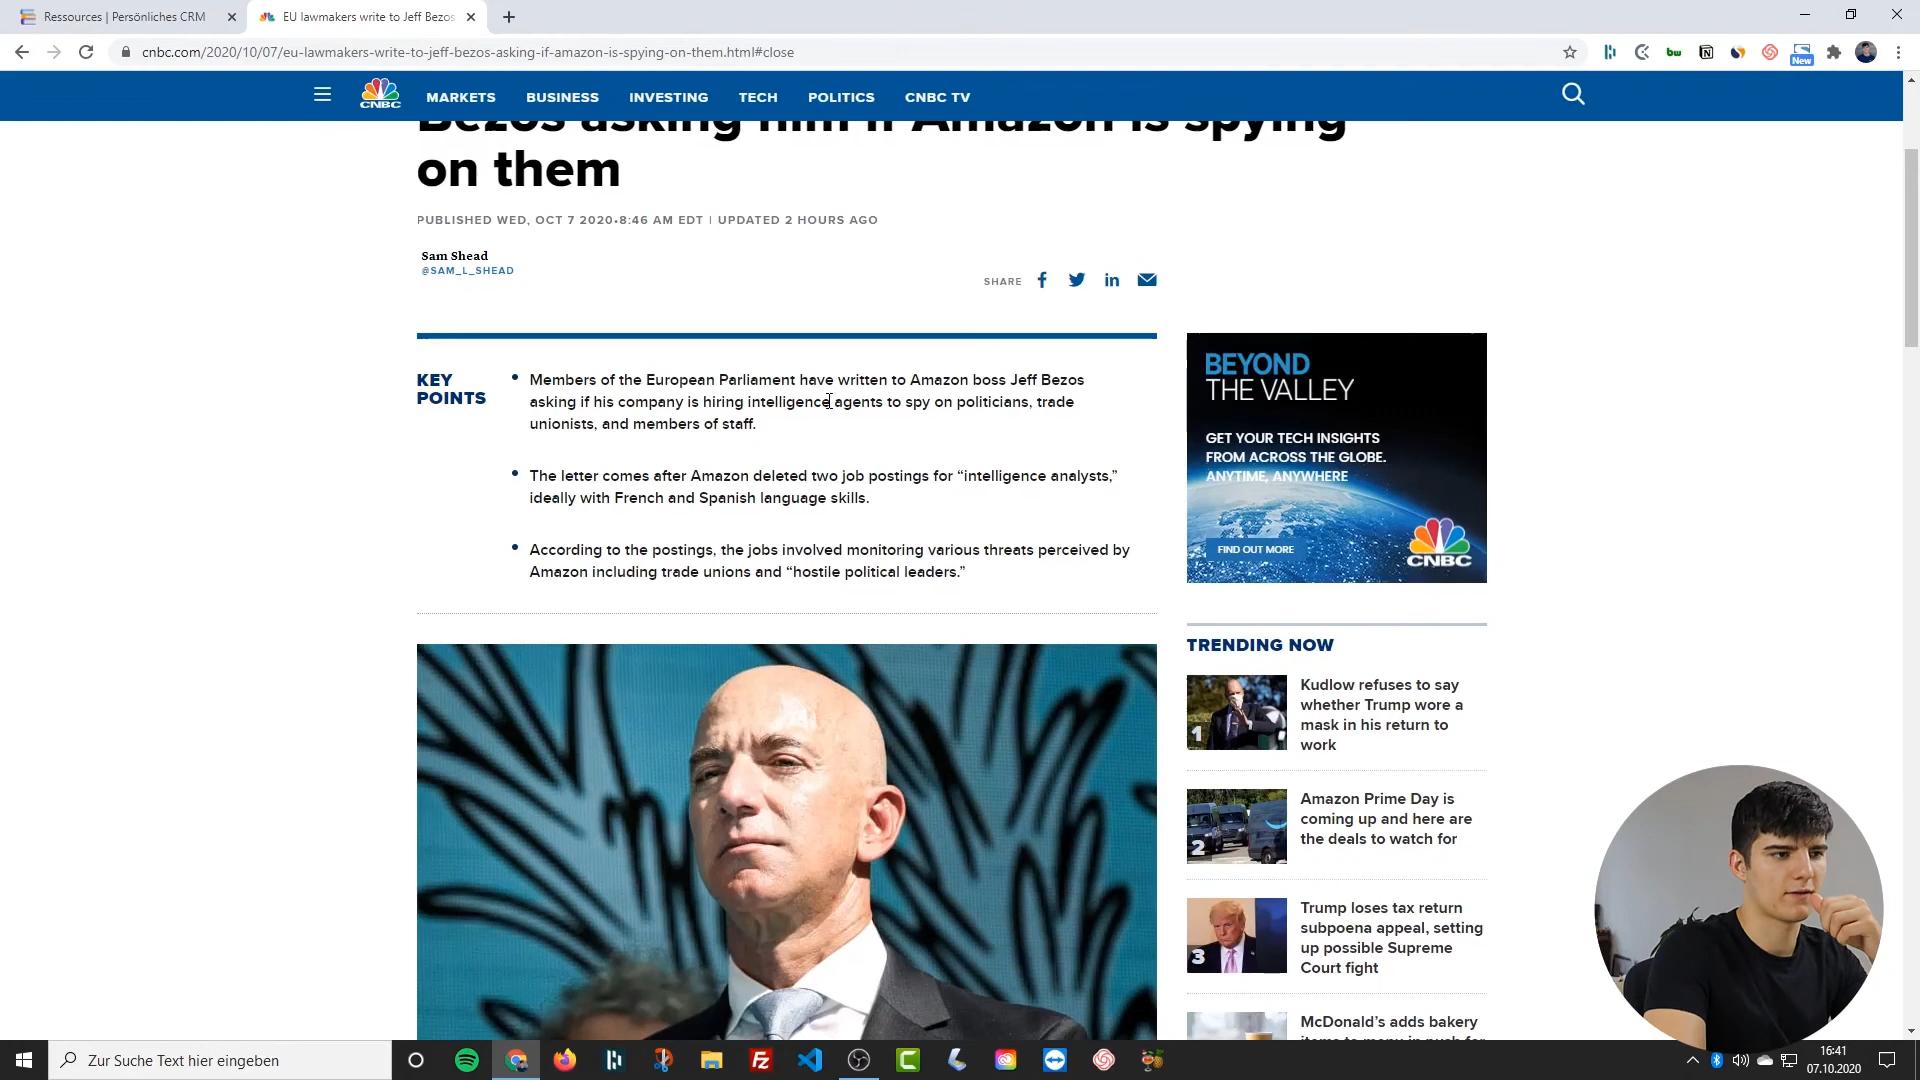 Ressources | Persönliches CRM
EU lawmakers write to Jeff Bezos
cnbc.com/2020/10/07/eu-lawmakers-write-to-jeff-bezos-asking-if-amazon-is-spying-on-them.html#close
bw
New
CNBC
MARKETS
BUSINESS
INVESTING
TECH
POLITICS
CNBC TV
Bezos asking him if Amazon is spying
on them
PUBLISHED WED, OCT 7 2020•8:46 AM EDT | UPDATED 2 HOURS AGO
Sam Shead
@SAM_L_SHEAD
SHARE
KEY
POINTS
Members of the European Parliament have written to Amazon boss Jeff Bezos
asking if his company is hiring intelligence agents to spy on politicians, trade
unionists, and members of staff.
The letter comes after Amazon deleted two job postings for “intelligence analysts,”
ideally with French and Spanish language skills.
According to the postings, the jobs involved monitoring various threats perceived by
Amazon including trade unions and “hostile political leaders.”
BEYOND
THE VALLEY
GET YOUR TECH INSIGHTS
FROM ACROSS THE GLOBE.
ANYTIME, ANYWHERE
FIND OUT MORE
CNBC
TRENDING NOW
1
Kudlow refuses to say
whether Trump wore a
mask in his return to
work
2
Amazon Prime Day is
coming up and here are
the deals to watch for
3
Trump loses tax return
subpoena appeal, setting
up possible Supreme
Court fight
McDonald’s adds bakery
Zur Suche Text hier eingeben
16:41
07.10.2020